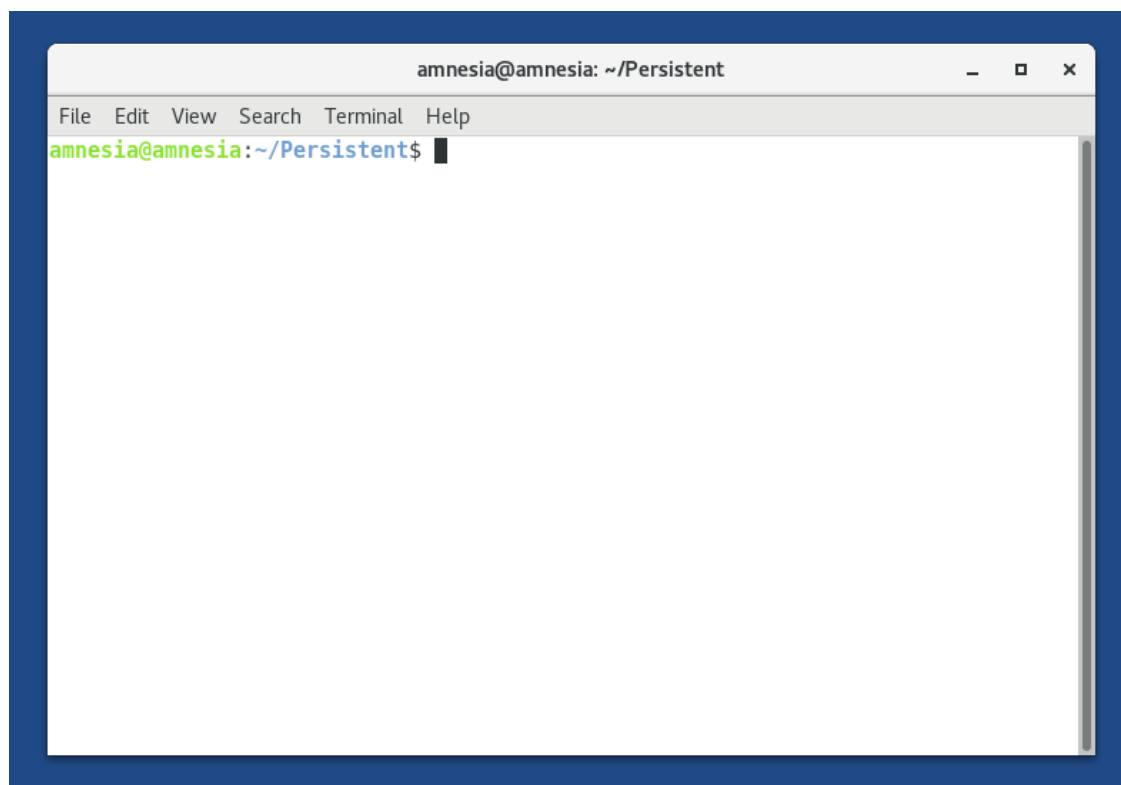 amnesia@amnesia: ~/Persistent
File Edit View Search Terminal Help
amnesia@amnesia:~/Persistent$